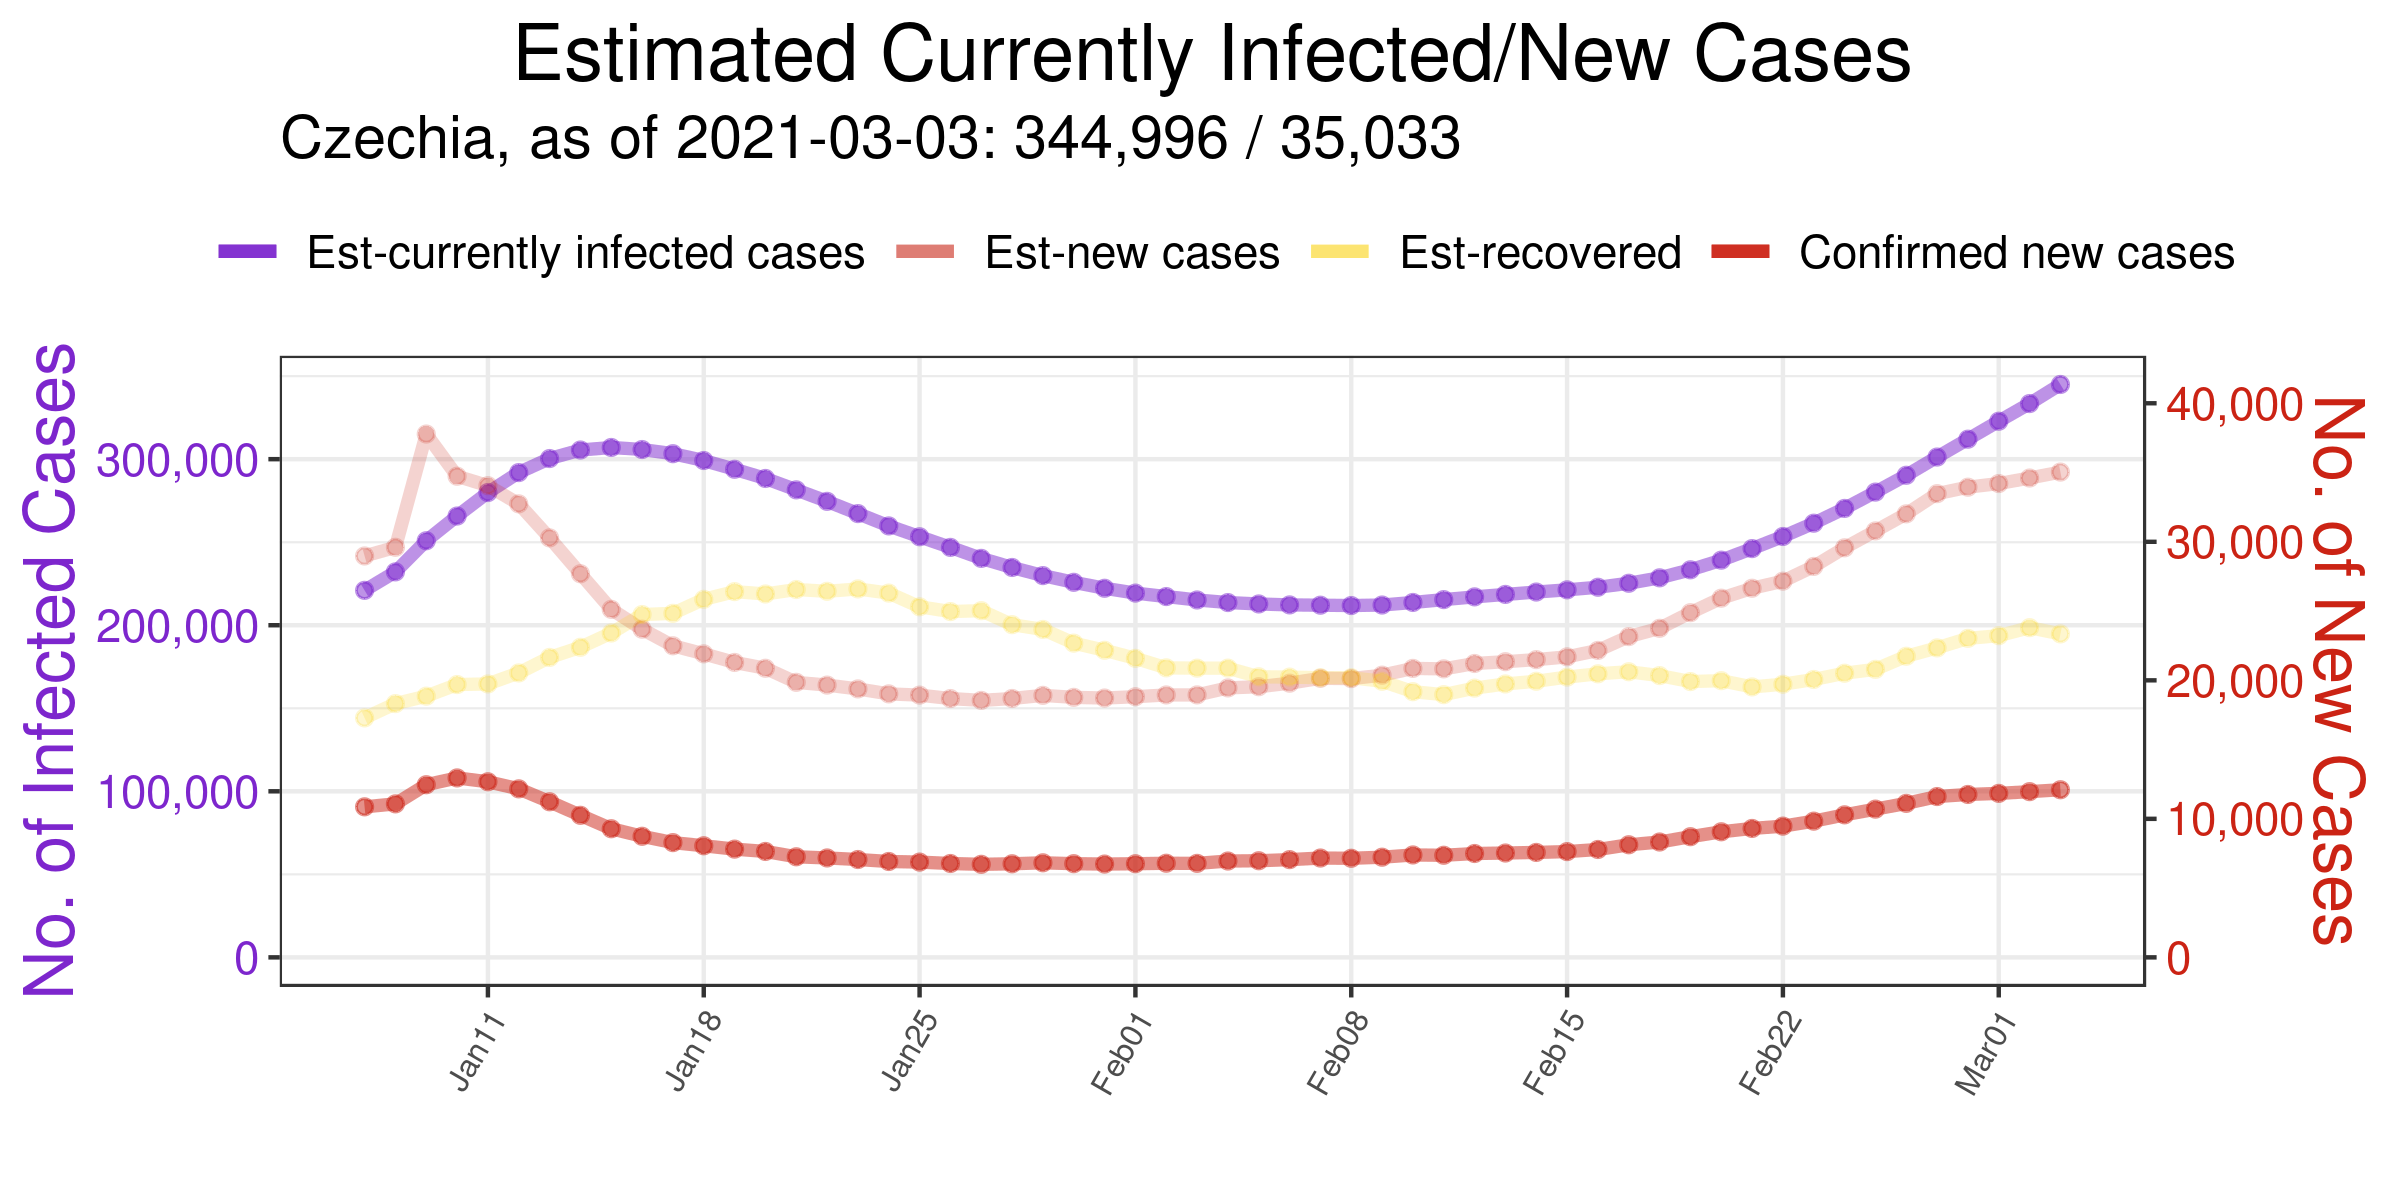 Estimated Currently Infected/New Cases
Czechia, as of 2021-03-03: 344,996 / 35,033
Est-currently infected cases Est-new cases Est-recovered Confirmed new cases
No. of Infected Cases
300,000
200,000
100,000
0
40,000
30,000
20,000
10,000
0
No. of New Cases
Jan11 Jan18 Jan25 Feb01 Feb08 Feb15 Feb22 Mar01